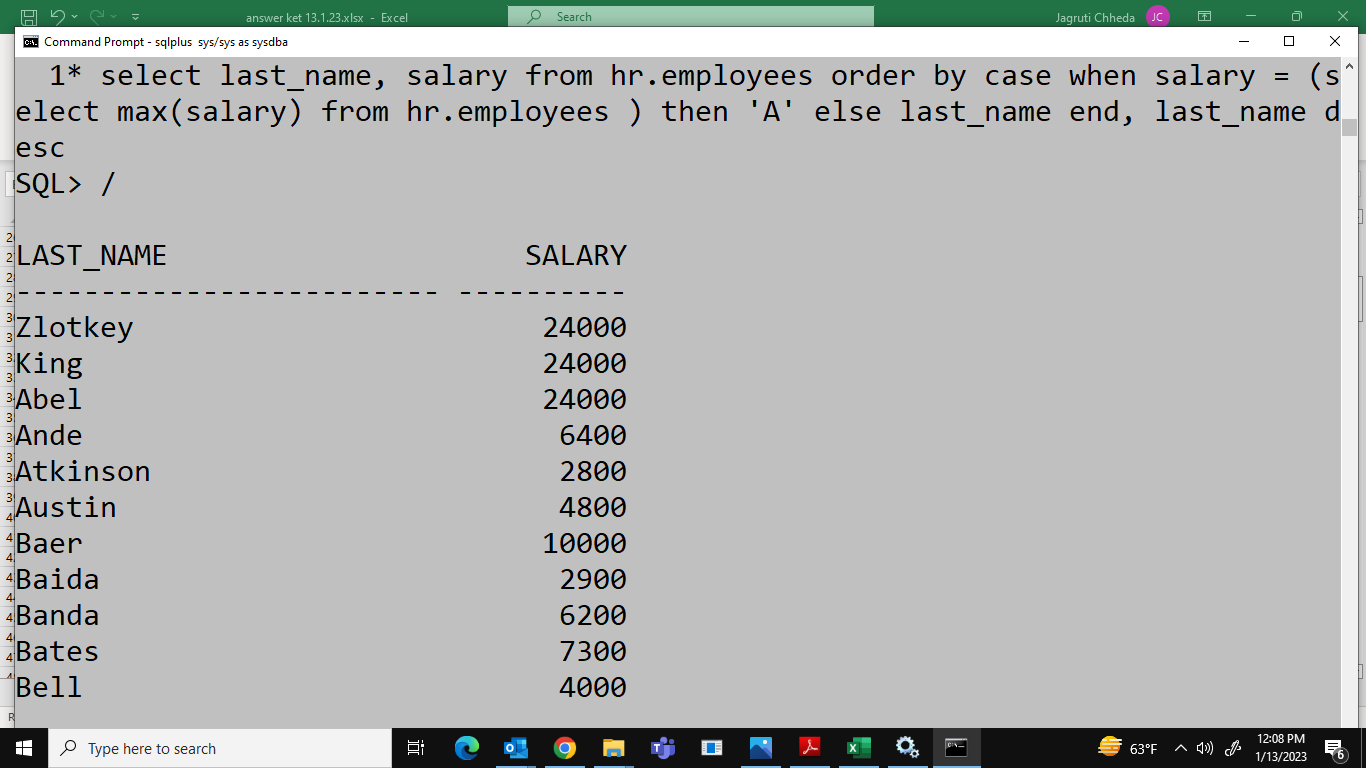 answer ket 13.1.23.xlsx - Excel
Search
Jagruti Chheda
JC
Command Prompt - sqlplus sys/sys as sysdba
1* select last_name, salary from hr.employees order by case when salary = (s
elect max(salary) from hr.employees ) then 'A' else last_name end, last_name d
esc
SQL> /
LAST_NAME SALARY
------------------------- ----------
Zlotkey 24000
King 24000
Abel 24000
Ande 6400
Atkinson 2800
Austin 4800
Baer 10000
Baida 2900
Banda 6200
Bates 7300
Bell 4000
Type here to search
63°F
12:08 PM
1/13/2023
6